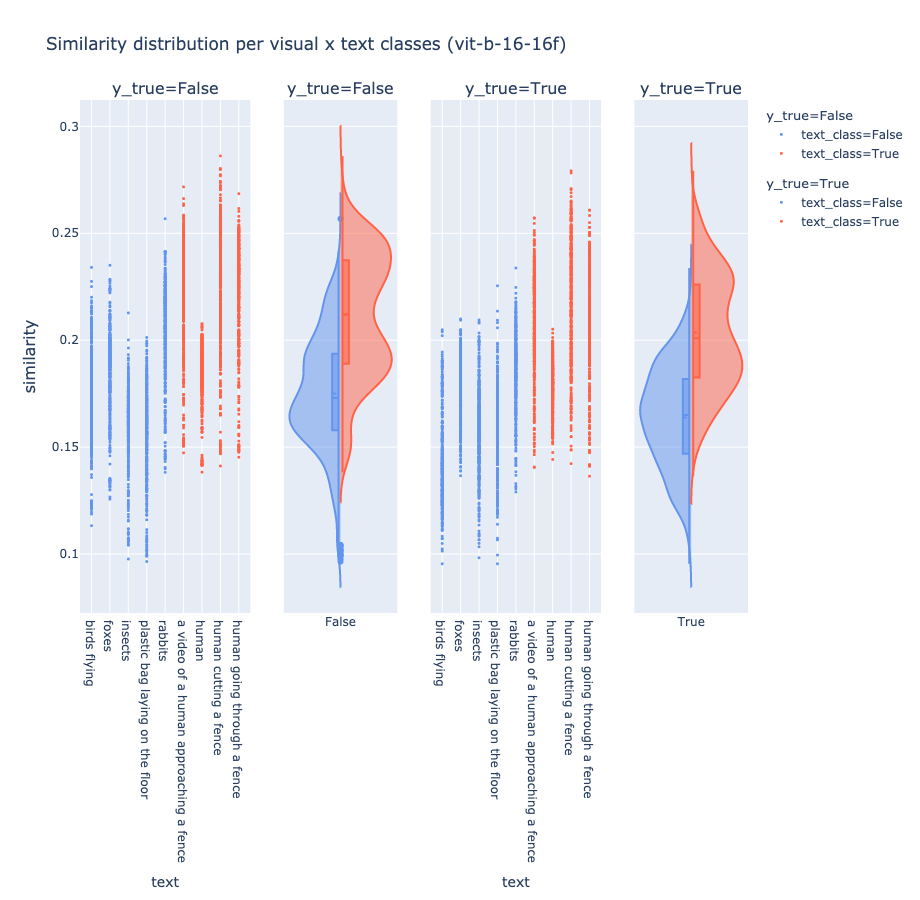 Similarity distribution per visual x text classes (vit-b-16-16f)
y_true=False
y_true=False
y_true=True
y_true=True
y_true=False
text_class=False
text_class=True
y_true=True
text_class=False
text_class=True
similarity
0.3
0.25
0.2
0.15
0.1
birds flying
foxes
insects
plastic bag laying on the floor
rabbits
a video of a human approaching a fence
human
human cutting a fence
human going through a fence
text
False
birds flying
foxes
insects
plastic bag laying on the floor
rabbits
a video of a human approaching a fence
human
human cutting a fence
human going through a fence
text
True